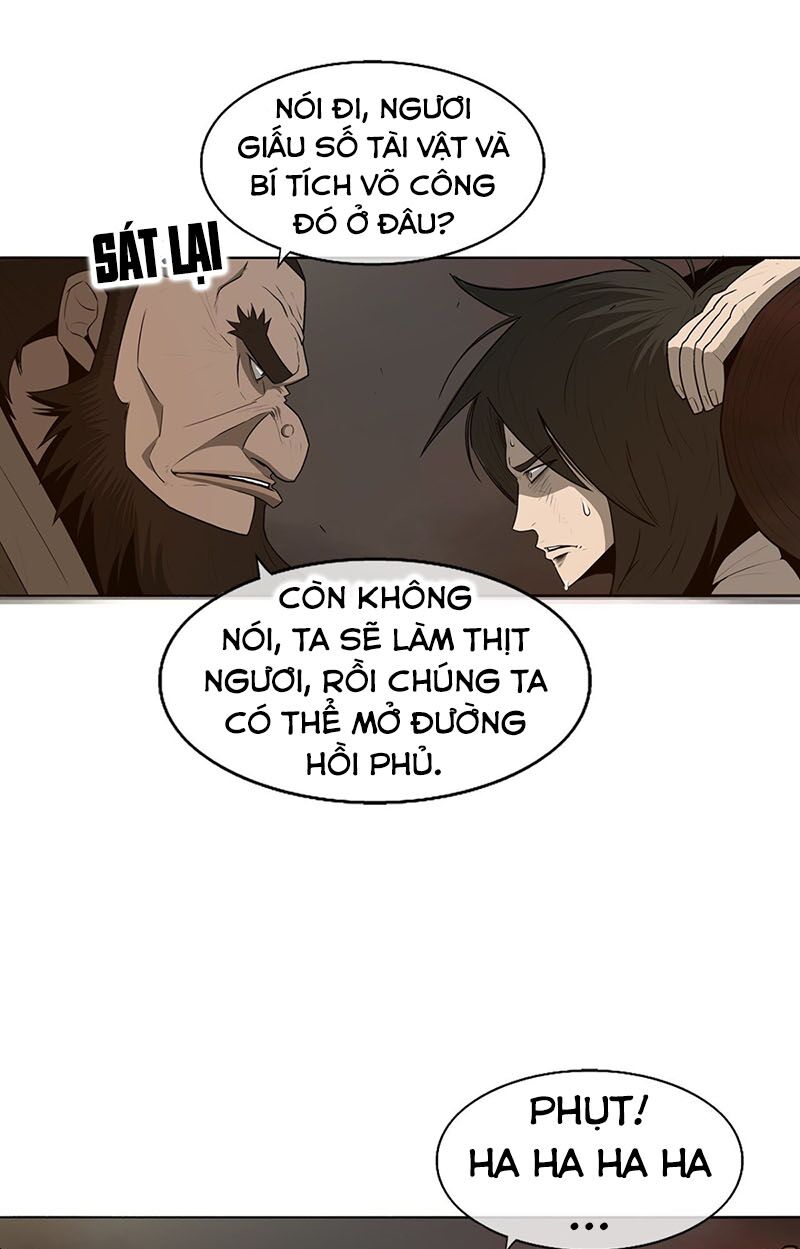 NÓI ĐI, NGƯƠI
GIẤU SỐ TÀI VẬT VÀ
BÍ TÍCH VÕ CÔNG
ĐÓ Ở ĐÂU?
SÁT LẠI
CÒN KHÔNG
NÓI, TA SẼ LÀM THỊT
NGƯƠI, RỒI CHÚNG TA
CÓ THỂ MỞ ĐƯỜNG
HỒI PHỦ.
PHỤT!
HA HA HA HA
...